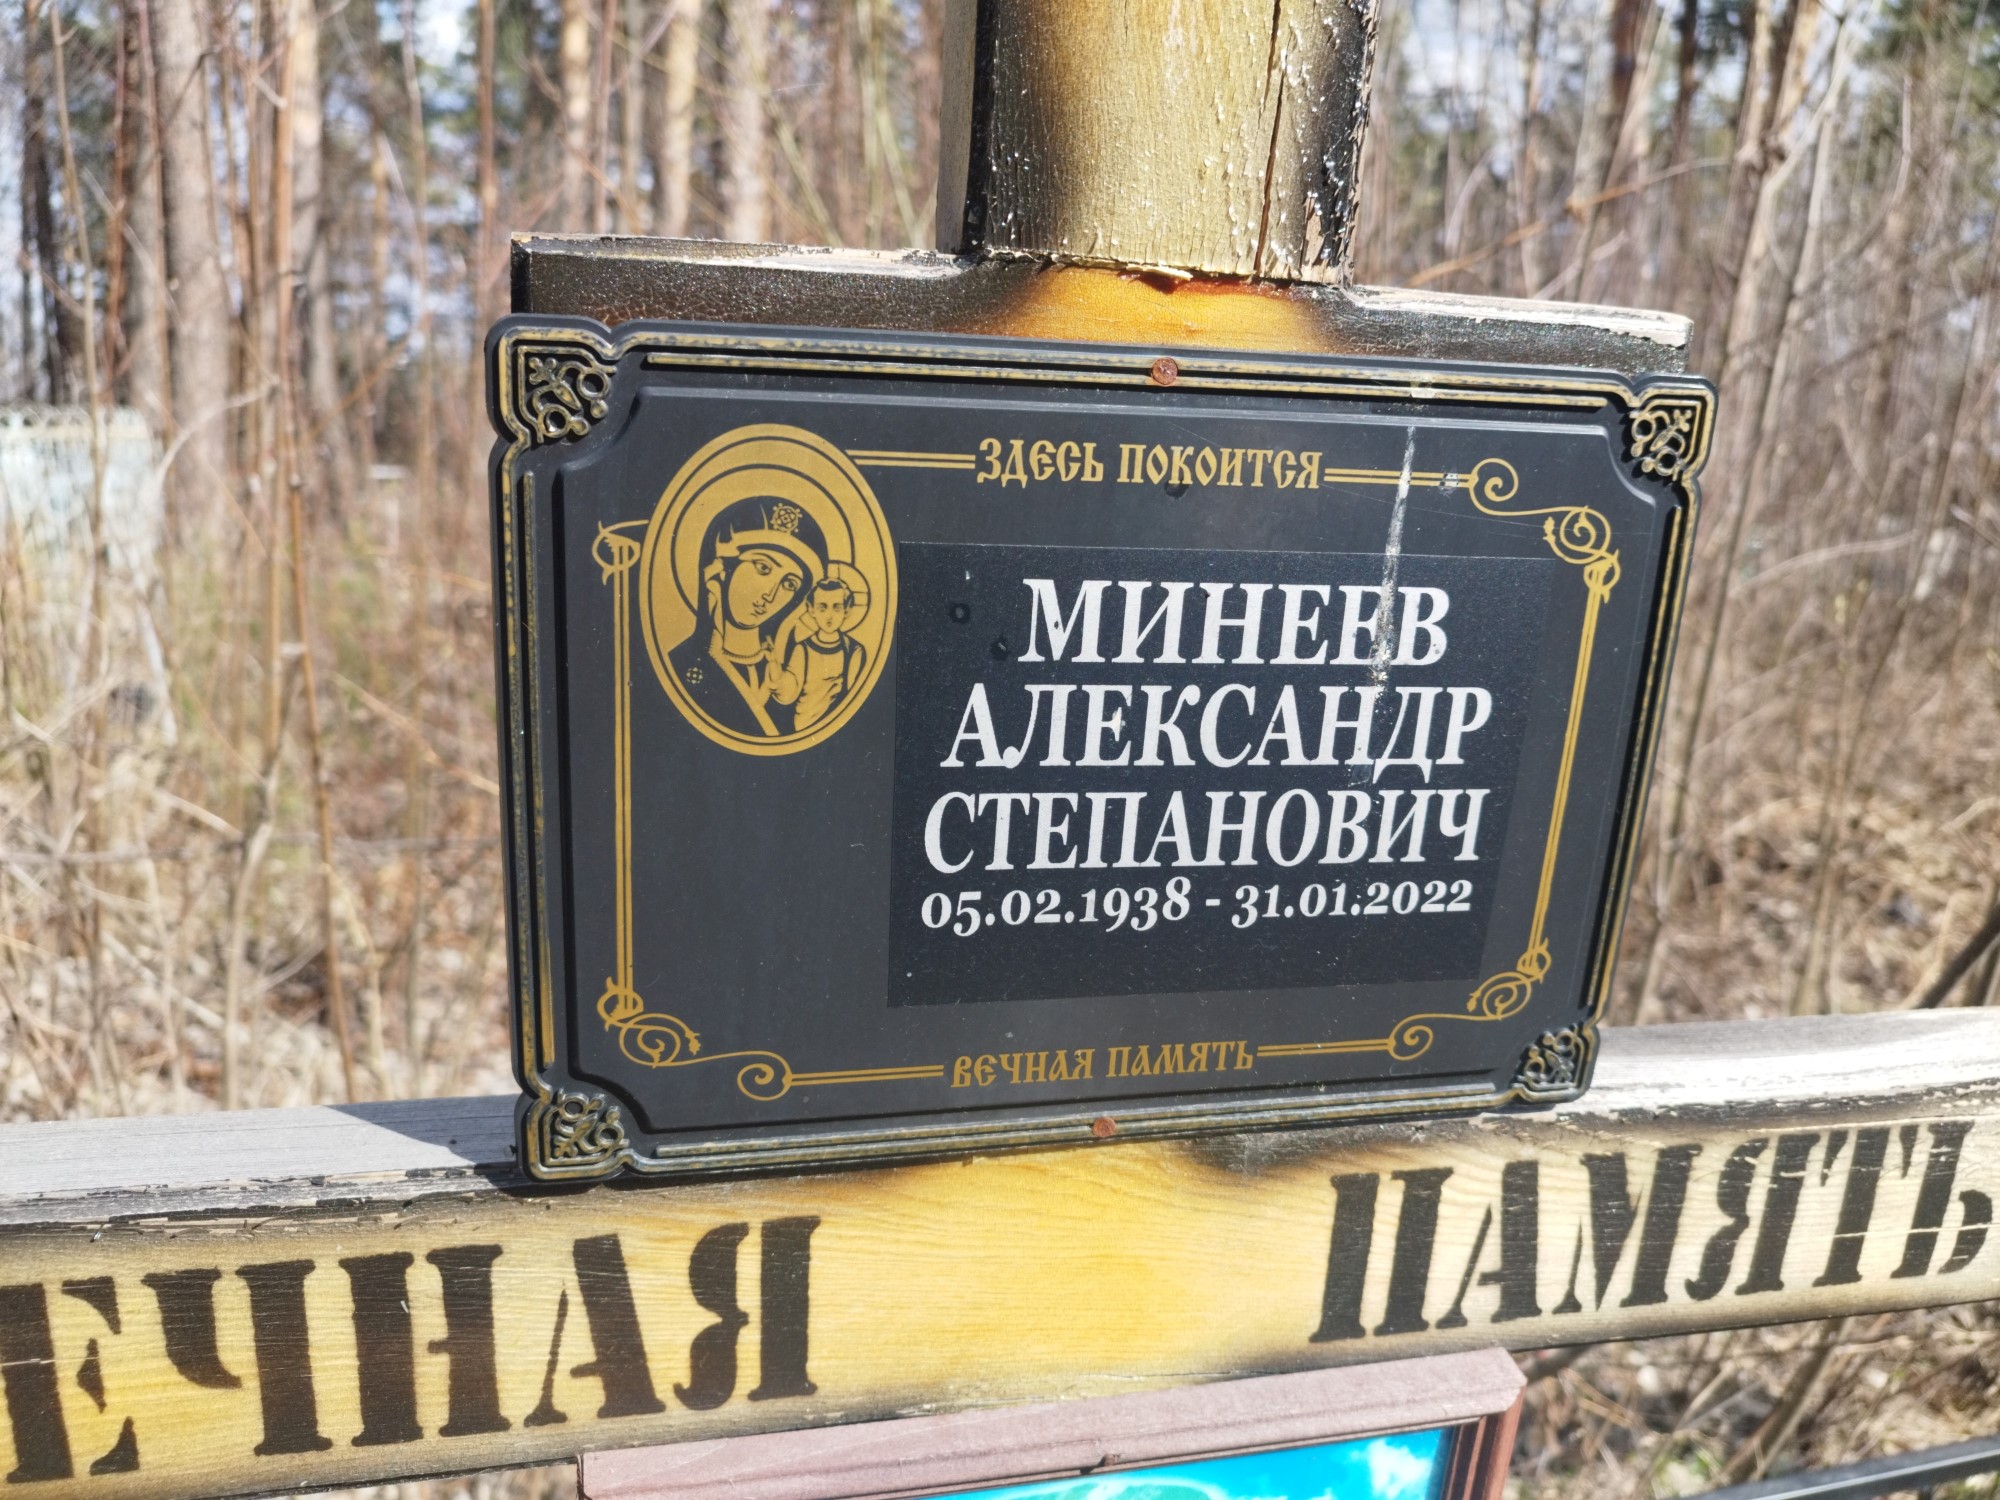 ЗДЕСЬ ПОКОИТСЯ
МИНЕЕВ
АЛЕКСАНДР
СТЕПАНОВИЧ
05.02.1938 - 31.01.2022
ВЕЧНАЯ ПАМЯТЬ
ЕЧНАЯ ПАМЯТЬ